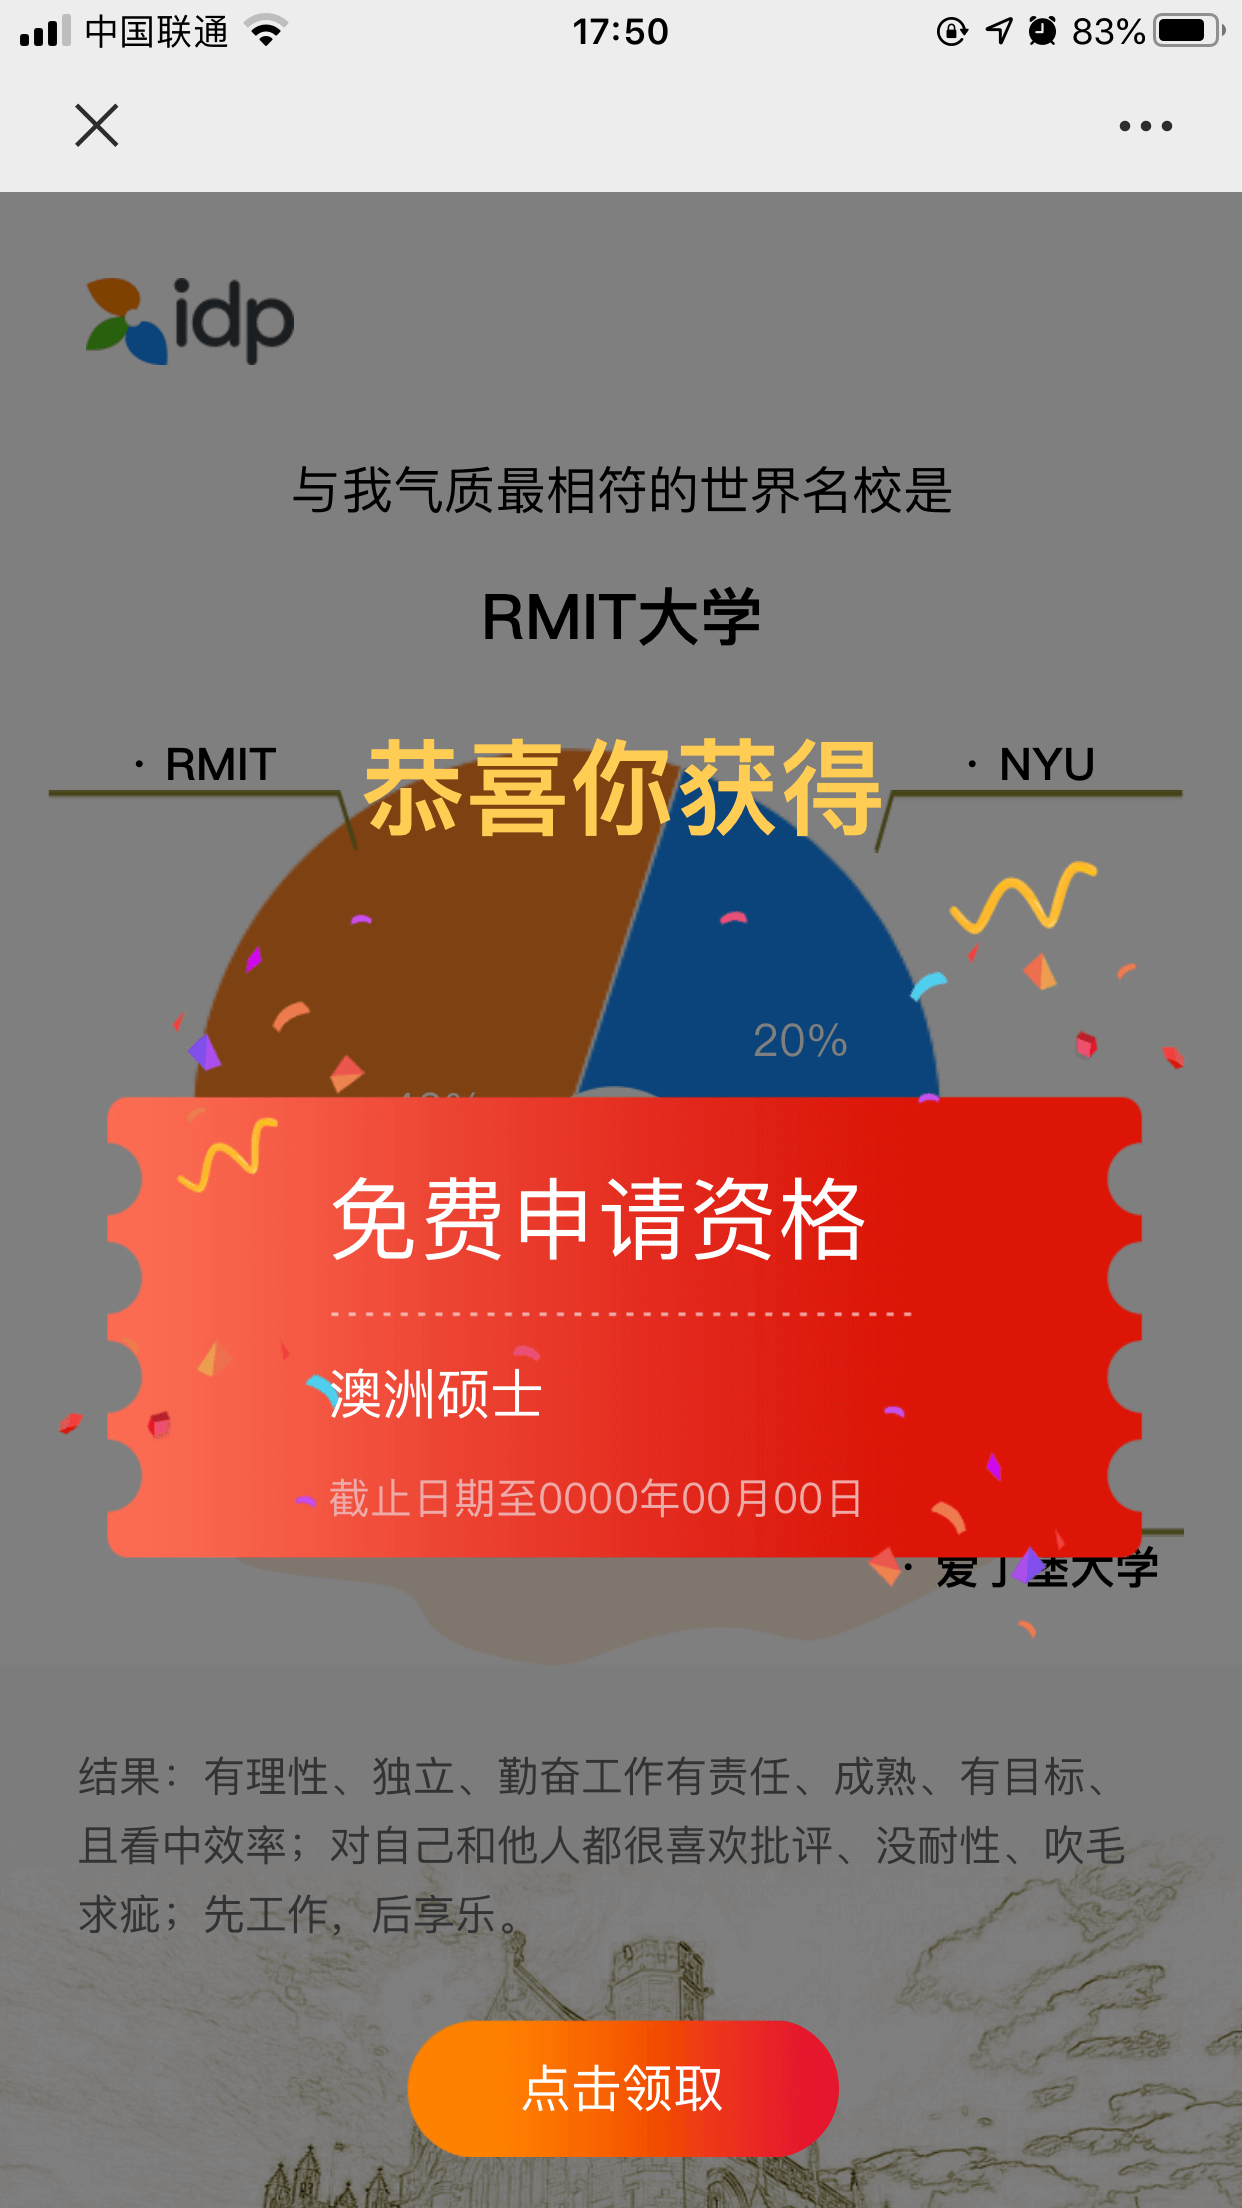 中国联通
17:50
83%
idp
与我气质最相符的世界名校是
RMIT大学
· RMIT
· NYU
恭喜你获得
20%
免费申请资格
澳洲硕士
截止日期至0000年00月00日
· 爱丁堡大学
结果：有理性、独立、勤奋工作有责任、成熟、有目标、
且看中效率；对自己和他人都很喜欢批评、没耐性、吹毛
求疵；先工作，后享乐。
点击领取